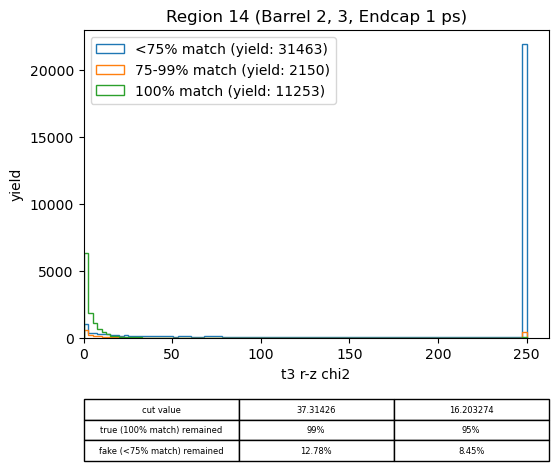 Region 14 (Barrel 2, 3, Endcap 1 ps)
<75% match (yield: 31463)
75-99% match (yield: 2150)
100% match (yield: 11253)
yield
20000
15000
10000
5000
0
0 50 100 150 200 250
t3 r-z chi2
cut value 37.31426 16.203274
true (100% match) remained 99% 95%
fake (<75% match) remained 12.78% 8.45%